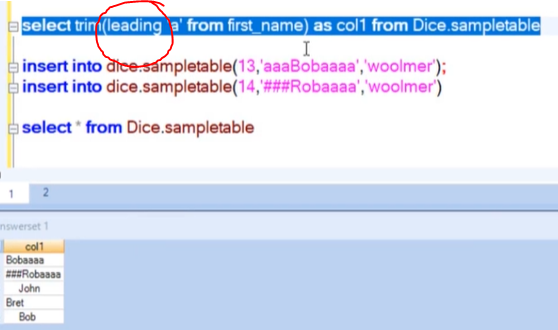 select trim(leading 'a' from first_name) as col1 from Dice.sampletable
insert into dice.sampletable(13,'aaaBobaaaa','woolmer');
insert into dice.sampletable(14,'###Robaaaa','woolmer')
select * from Dice.sampletable
1 2
nswerset 1
col1
Bobaaaa
###Robaaaa
John
Bret
Bob